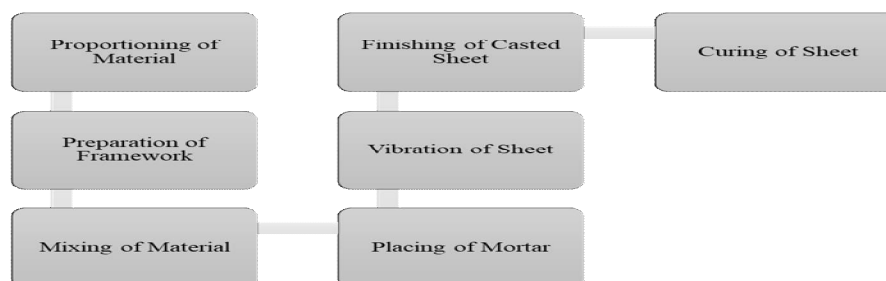 Proportioning of
Material
Preparation of
Framework
Mixing of Material
Placing of Mortar
Vibration of Sheet
Finishing of Casted
Sheet
Curing of Sheet